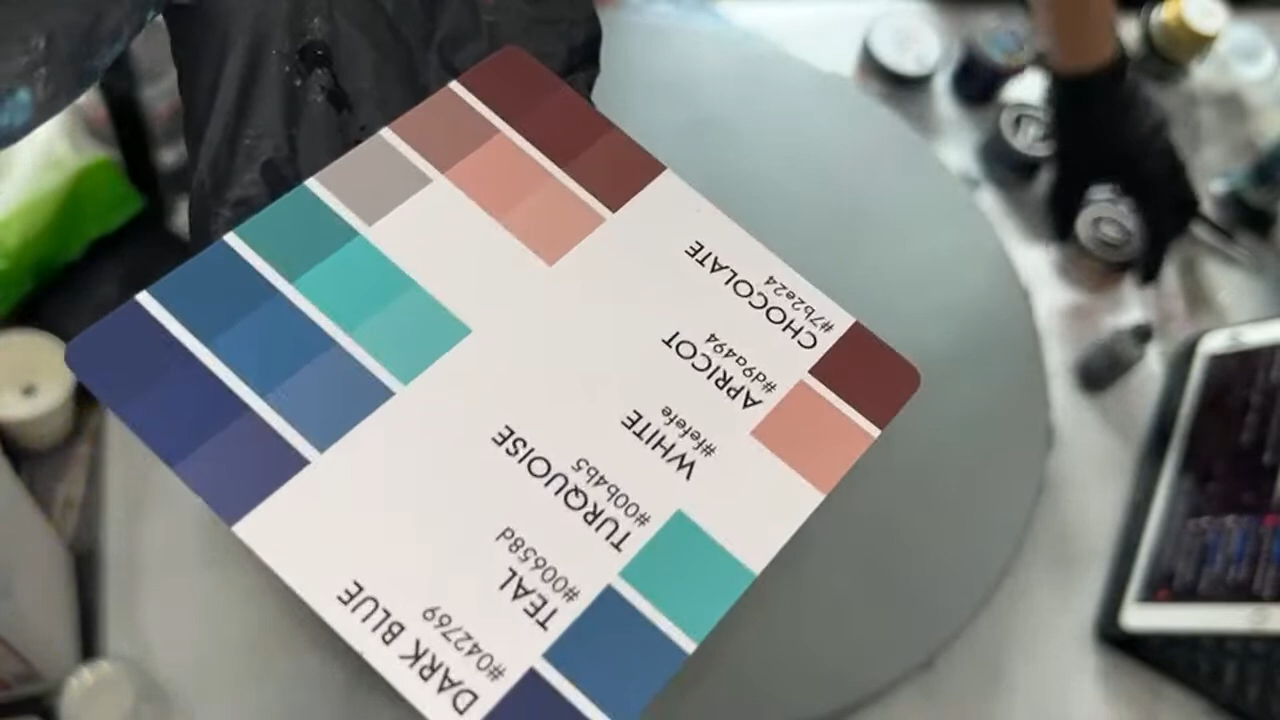 CHOCOLATE
#7b2e24
APRICOT
#d9a494
WHITE
#fefefe
TURQUOISE
#00b4b5
TEAL
#00658d
DARK BLUE
#042769